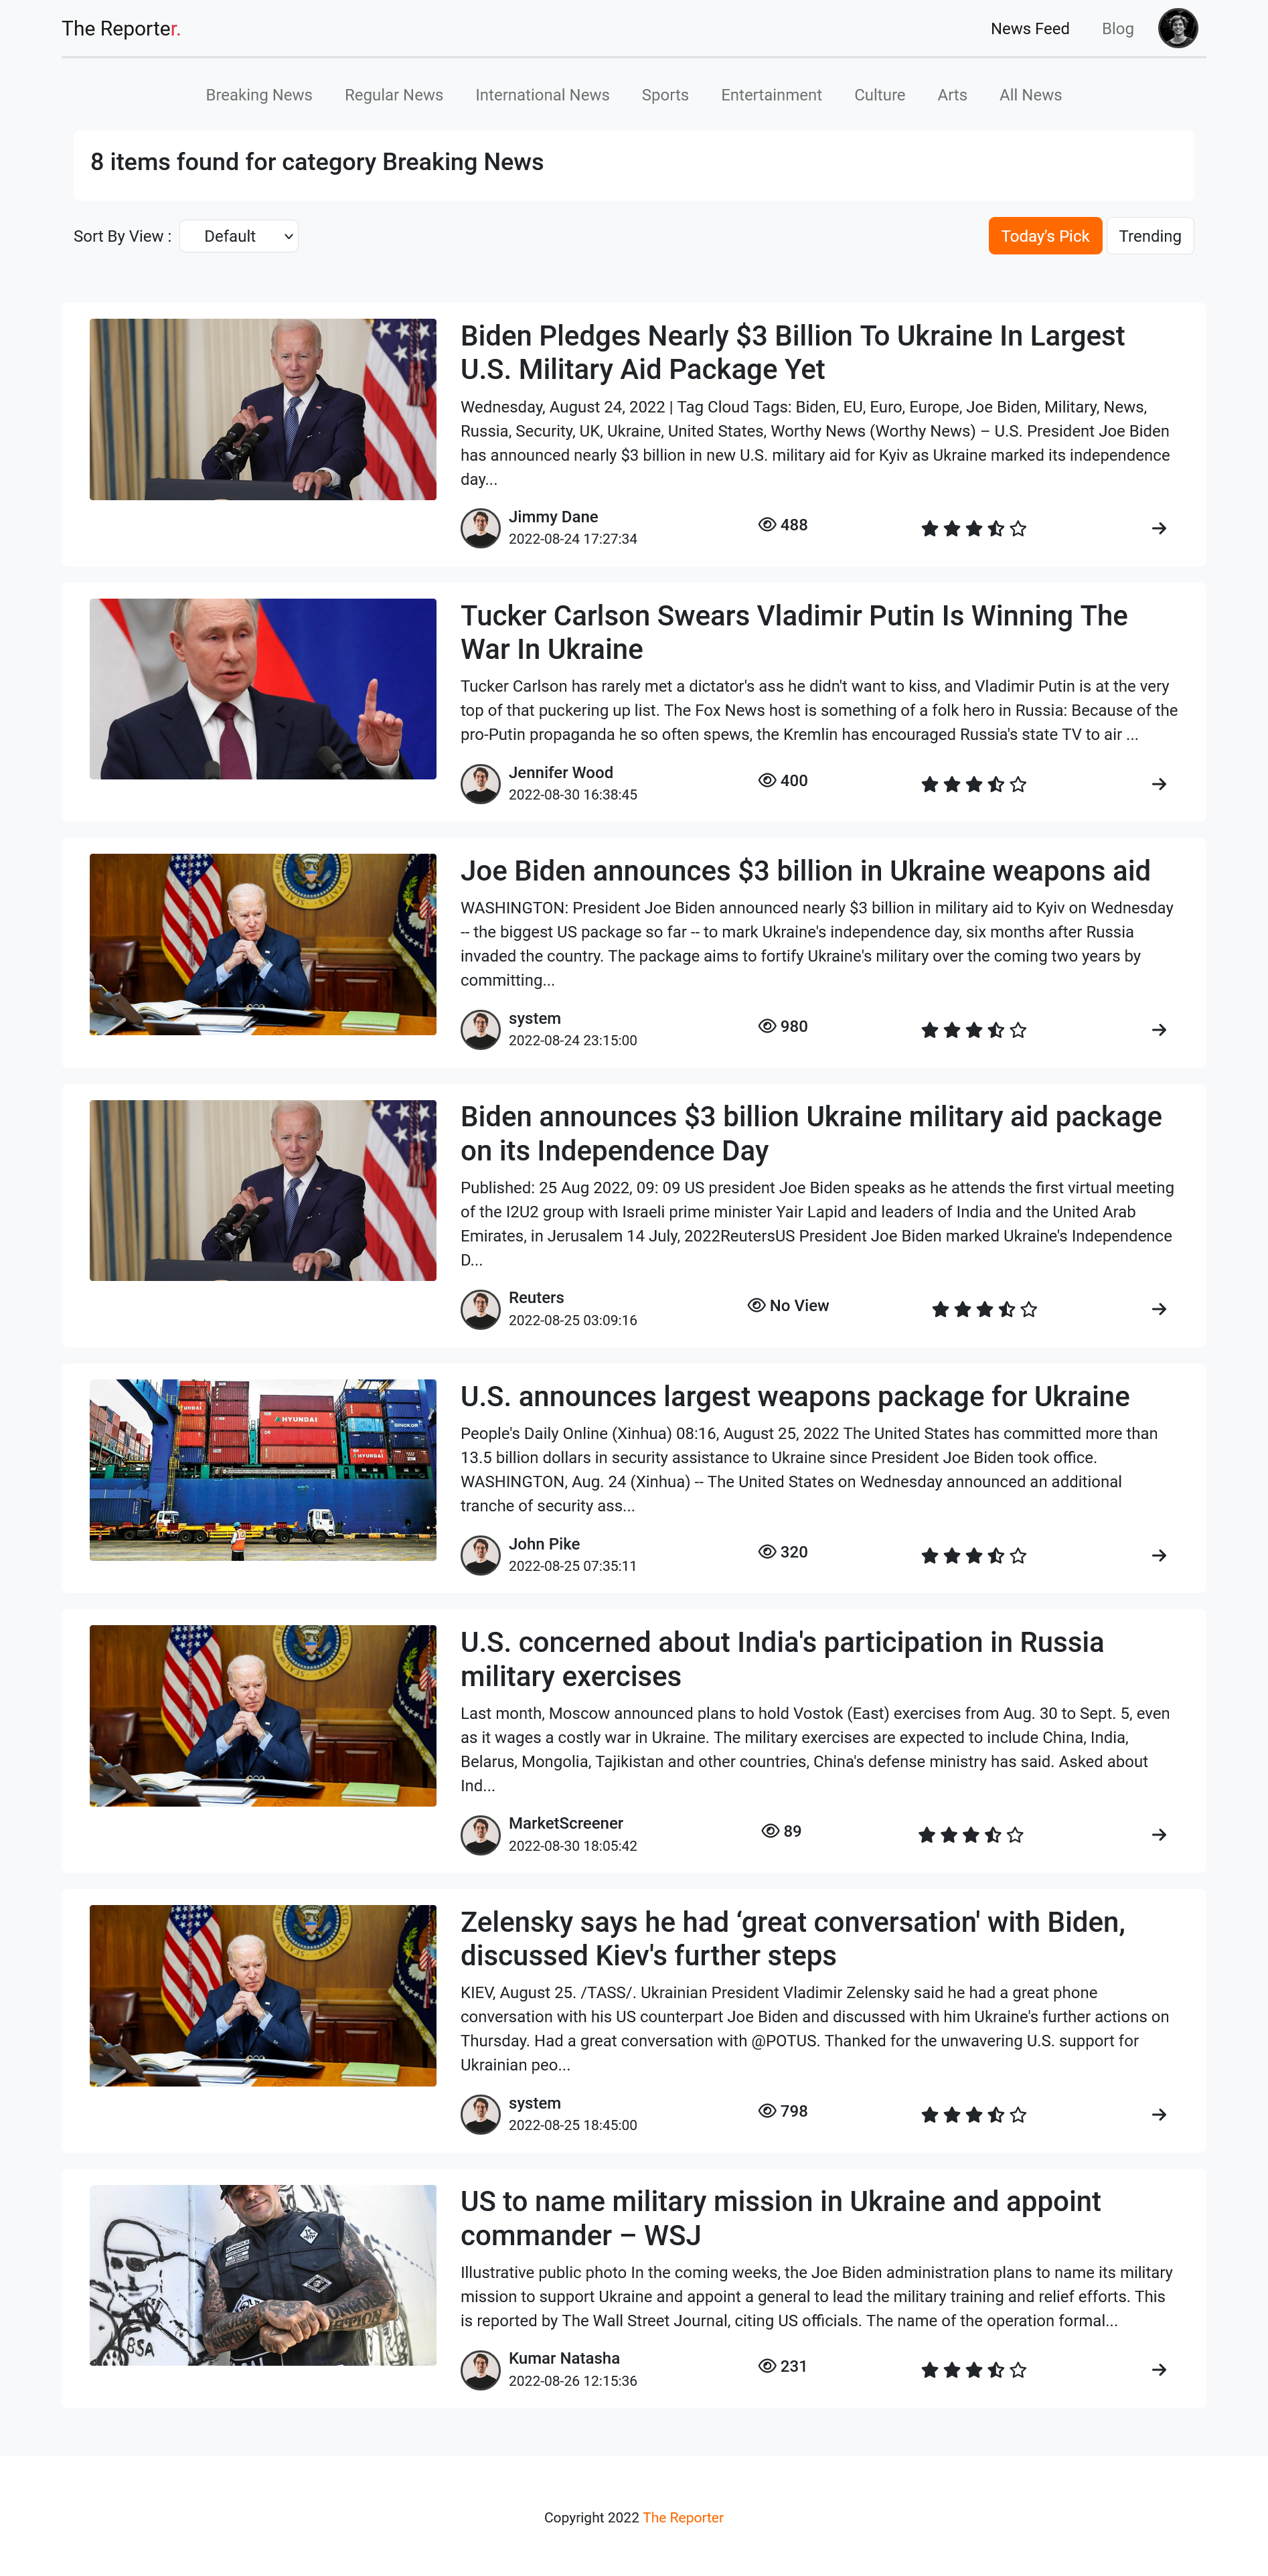 The Reporter.
News Feed
Blog
Breaking News
Regular News
International News
Sports
Entertainment
Culture
Arts
All News
8 items found for category Breaking News
Sort By View :
Default
Today's Pick
Trending
Biden Pledges Nearly $3 Billion To Ukraine In Largest
U.S. Military Aid Package Yet
Wednesday, August 24, 2022 | Tag Cloud Tags: Biden, EU, Euro, Europe, Joe Biden, Military, News,
Russia, Security, UK, Ukraine, United States, Worthy News (Worthy News) – U.S. President Joe Biden
has announced nearly $3 billion in new U.S. military aid for Kyiv as Ukraine marked its independence
day...
Jimmy Dane
2022-08-24 17:27:34
488
Tucker Carlson Swears Vladimir Putin Is Winning The
War In Ukraine
Tucker Carlson has rarely met a dictator's ass he didn't want to kiss, and Vladimir Putin is at the very
top of that puckering up list. The Fox News host is something of a folk hero in Russia: Because of the
pro-Putin propaganda he so often spews, the Kremlin has encouraged Russia's state TV to air ...
Jennifer Wood
2022-08-30 16:38:45
400
Joe Biden announces $3 billion in Ukraine weapons aid
WASHINGTON: President Joe Biden announced nearly $3 billion in military aid to Kyiv on Wednesday
-- the biggest US package so far -- to mark Ukraine's independence day, six months after Russia
invaded the country. The package aims to fortify Ukraine's military over the coming two years by
committing...
system
2022-08-24 23:15:00
980
Biden announces $3 billion Ukraine military aid package
on its Independence Day
Published: 25 Aug 2022, 09: 09 US president Joe Biden speaks as he attends the first virtual meeting
of the I2U2 group with Israeli prime minister Yair Lapid and leaders of India and the United Arab
Emirates, in Jerusalem 14 July, 2022ReutersUS President Joe Biden marked Ukraine's Independence
D...
Reuters
2022-08-25 03:09:16
No View
HYUNDAI
HYUNDAI
SINOKOR
HYUNDAI
U.S. announces largest weapons package for Ukraine
People's Daily Online (Xinhua) 08:16, August 25, 2022 The United States has committed more than
13.5 billion dollars in security assistance to Ukraine since President Joe Biden took office.
WASHINGTON, Aug. 24 (Xinhua) -- The United States on Wednesday announced an additional
tranche of security ass...
John Pike
2022-08-25 07:35:11
320
U.S. concerned about India's participation in Russia
military exercises
Last month, Moscow announced plans to hold Vostok (East) exercises from Aug. 30 to Sept. 5, even
as it wages a costly war in Ukraine. The military exercises are expected to include China, India,
Belarus, Mongolia, Tajikistan and other countries, China's defense ministry has said. Asked about
Ind...
MarketScreener
2022-08-30 18:05:42
89
Zelensky says he had ‘great conversation' with Biden,
discussed Kiev's further steps
KIEV, August 25. /TASS/. Ukrainian President Vladimir Zelensky said he had a great phone
conversation with his US counterpart Joe Biden and discussed with him Ukraine's further actions on
Thursday. Had a great conversation with @POTUS. Thanked for the unwavering U.S. support for
Ukrainian peo...
system
2022-08-25 18:45:00
798
BSA
US to name military mission in Ukraine and appoint
commander – WSJ
Illustrative public photo In the coming weeks, the Joe Biden administration plans to name its military
mission to support Ukraine and appoint a general to lead the military training and relief efforts. This
is reported by The Wall Street Journal, citing US officials. The name of the operation formal...
Kumar Natasha
2022-08-26 12:15:36
231
Copyright 2022 The Reporter